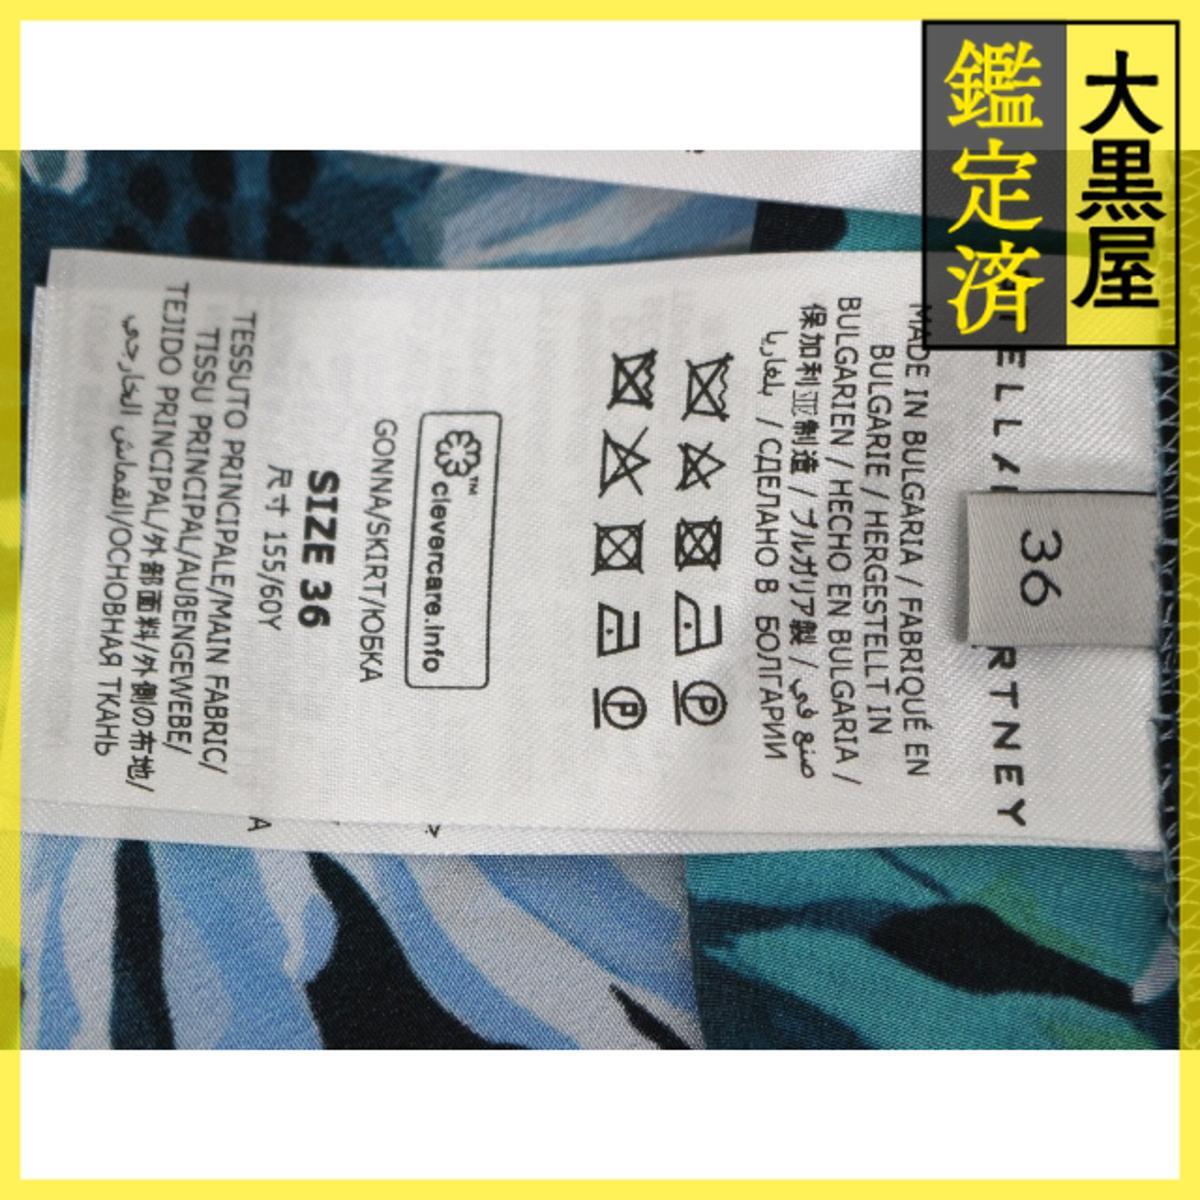 鑑定済
大黒屋
36
MADE IN BULGARIA / FABRIQUÉ EN
BULGARIE / HERGESTELLT IN
BULGARIEN / HECHO EN BULGARIA /
保加利亚制造 / ブルガリア製 / صنع في
بلغاريا / СДЕЛАНО В БОЛГАРИИ
clevercare.info™
GONNA/SKIRT/ЮБКА
SIZE 36
尺寸 155/60Y
TESSUTO PRINCIPALE/MAIN FABRIC/
TISSU PRINCIPAL/AUßENGEWEBE/
TEJIDO PRINCIPAL/外部面料/外側の布地/
القماش الخارجي/ОСНОВНАЯ ТКАНЬ